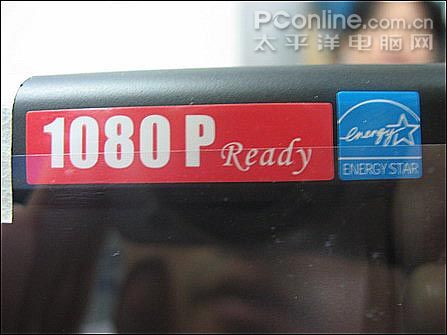 PConline.com.cn
太平洋电脑网
1080 P Ready
energy
ENERGY STAR